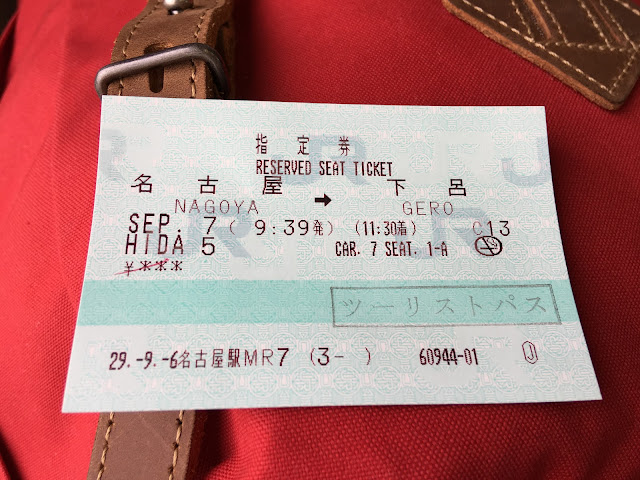 指定券
RESERVED SEAT TICKET
名古屋 ➡ 下呂
NAGOYA GERO
SEP. 7 ( 9:39発) (11:30着) C13
HIDA 5 CAR. 7 SEAT. 1-A
¥***
ツーリストパス
29.-9.-6名古屋駅MR7 (3- ) 60944-01 J